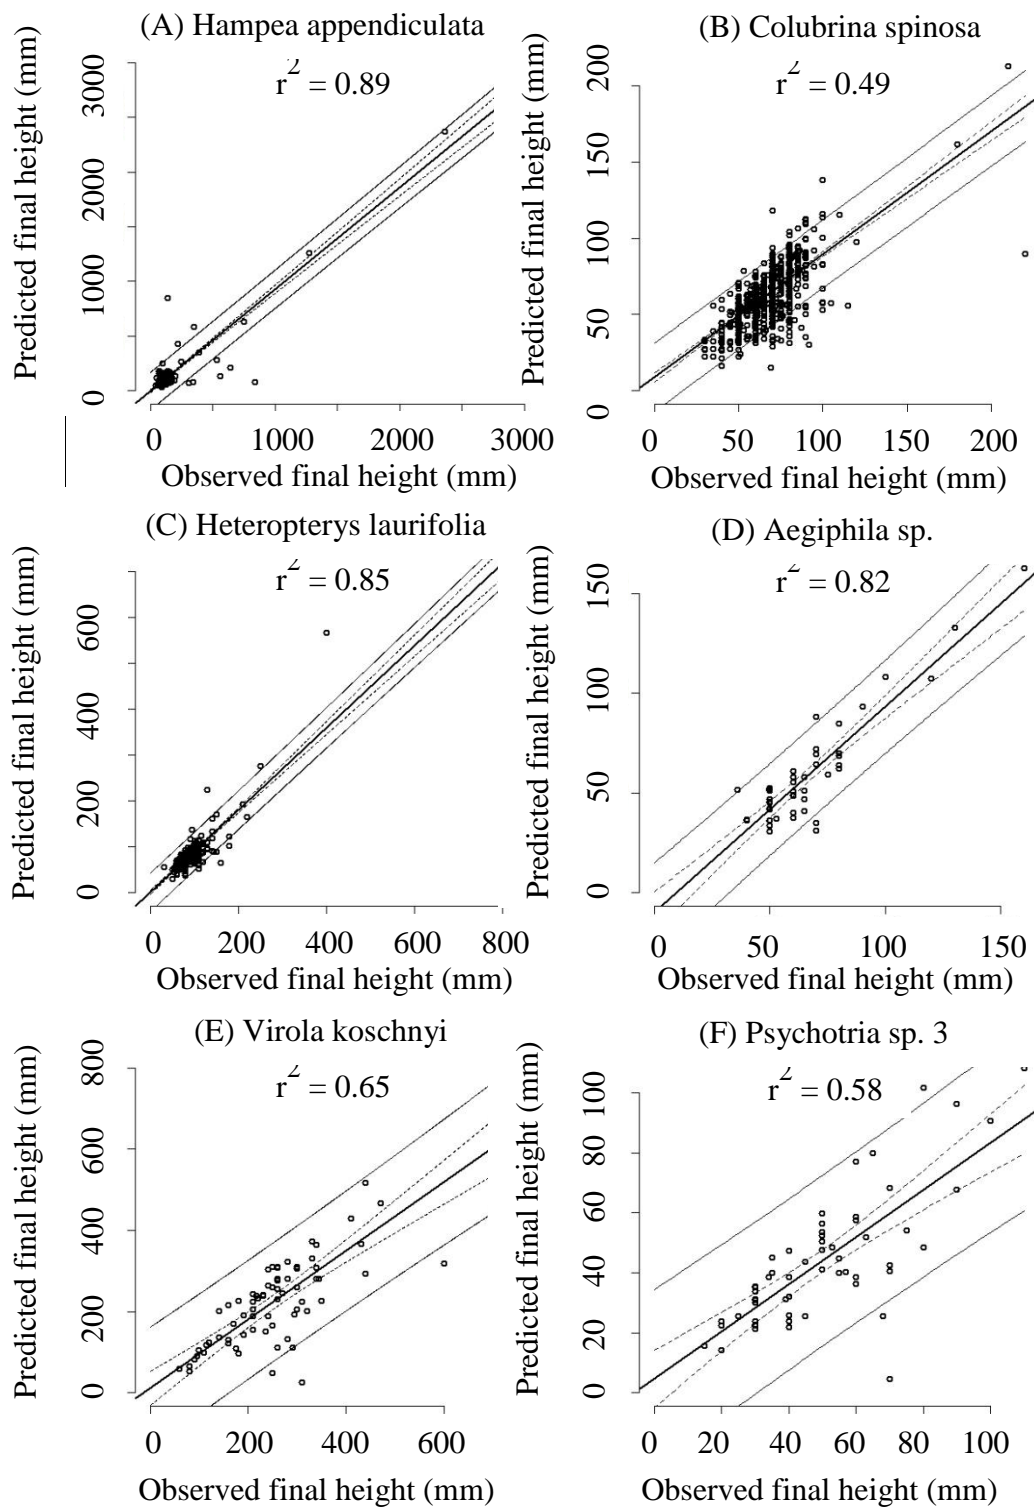 (A) Hampea appendiculata
r² = 0.89
Predicted final height (mm)
0 1000 2000 3000
0 1000 2000 3000
Observed final height (mm)
(B) Colubrina spinosa
r² = 0.49
Predicted final height (mm)
0 50 100 150 200
0 50 100 150 200
Observed final height (mm)
(C) Heteropterys laurifolia
r² = 0.85
Predicted final height (mm)
0 200 400 600
0 200 400 600 800
Observed final height (mm)
(D) Aegiphila sp.
r² = 0.82
Predicted final height (mm)
0 50 100 150
0 50 100 150
Observed final height (mm)
(E) Virola koschnyi
r² = 0.65
Predicted final height (mm)
0 200 400 600 800
0 200 400 600
Observed final height (mm)
(F) Psychotria sp. 3
r² = 0.58
Predicted final height (mm)
0 20 40 60 80 100
0 20 40 60 80 100
Observed final height (mm)